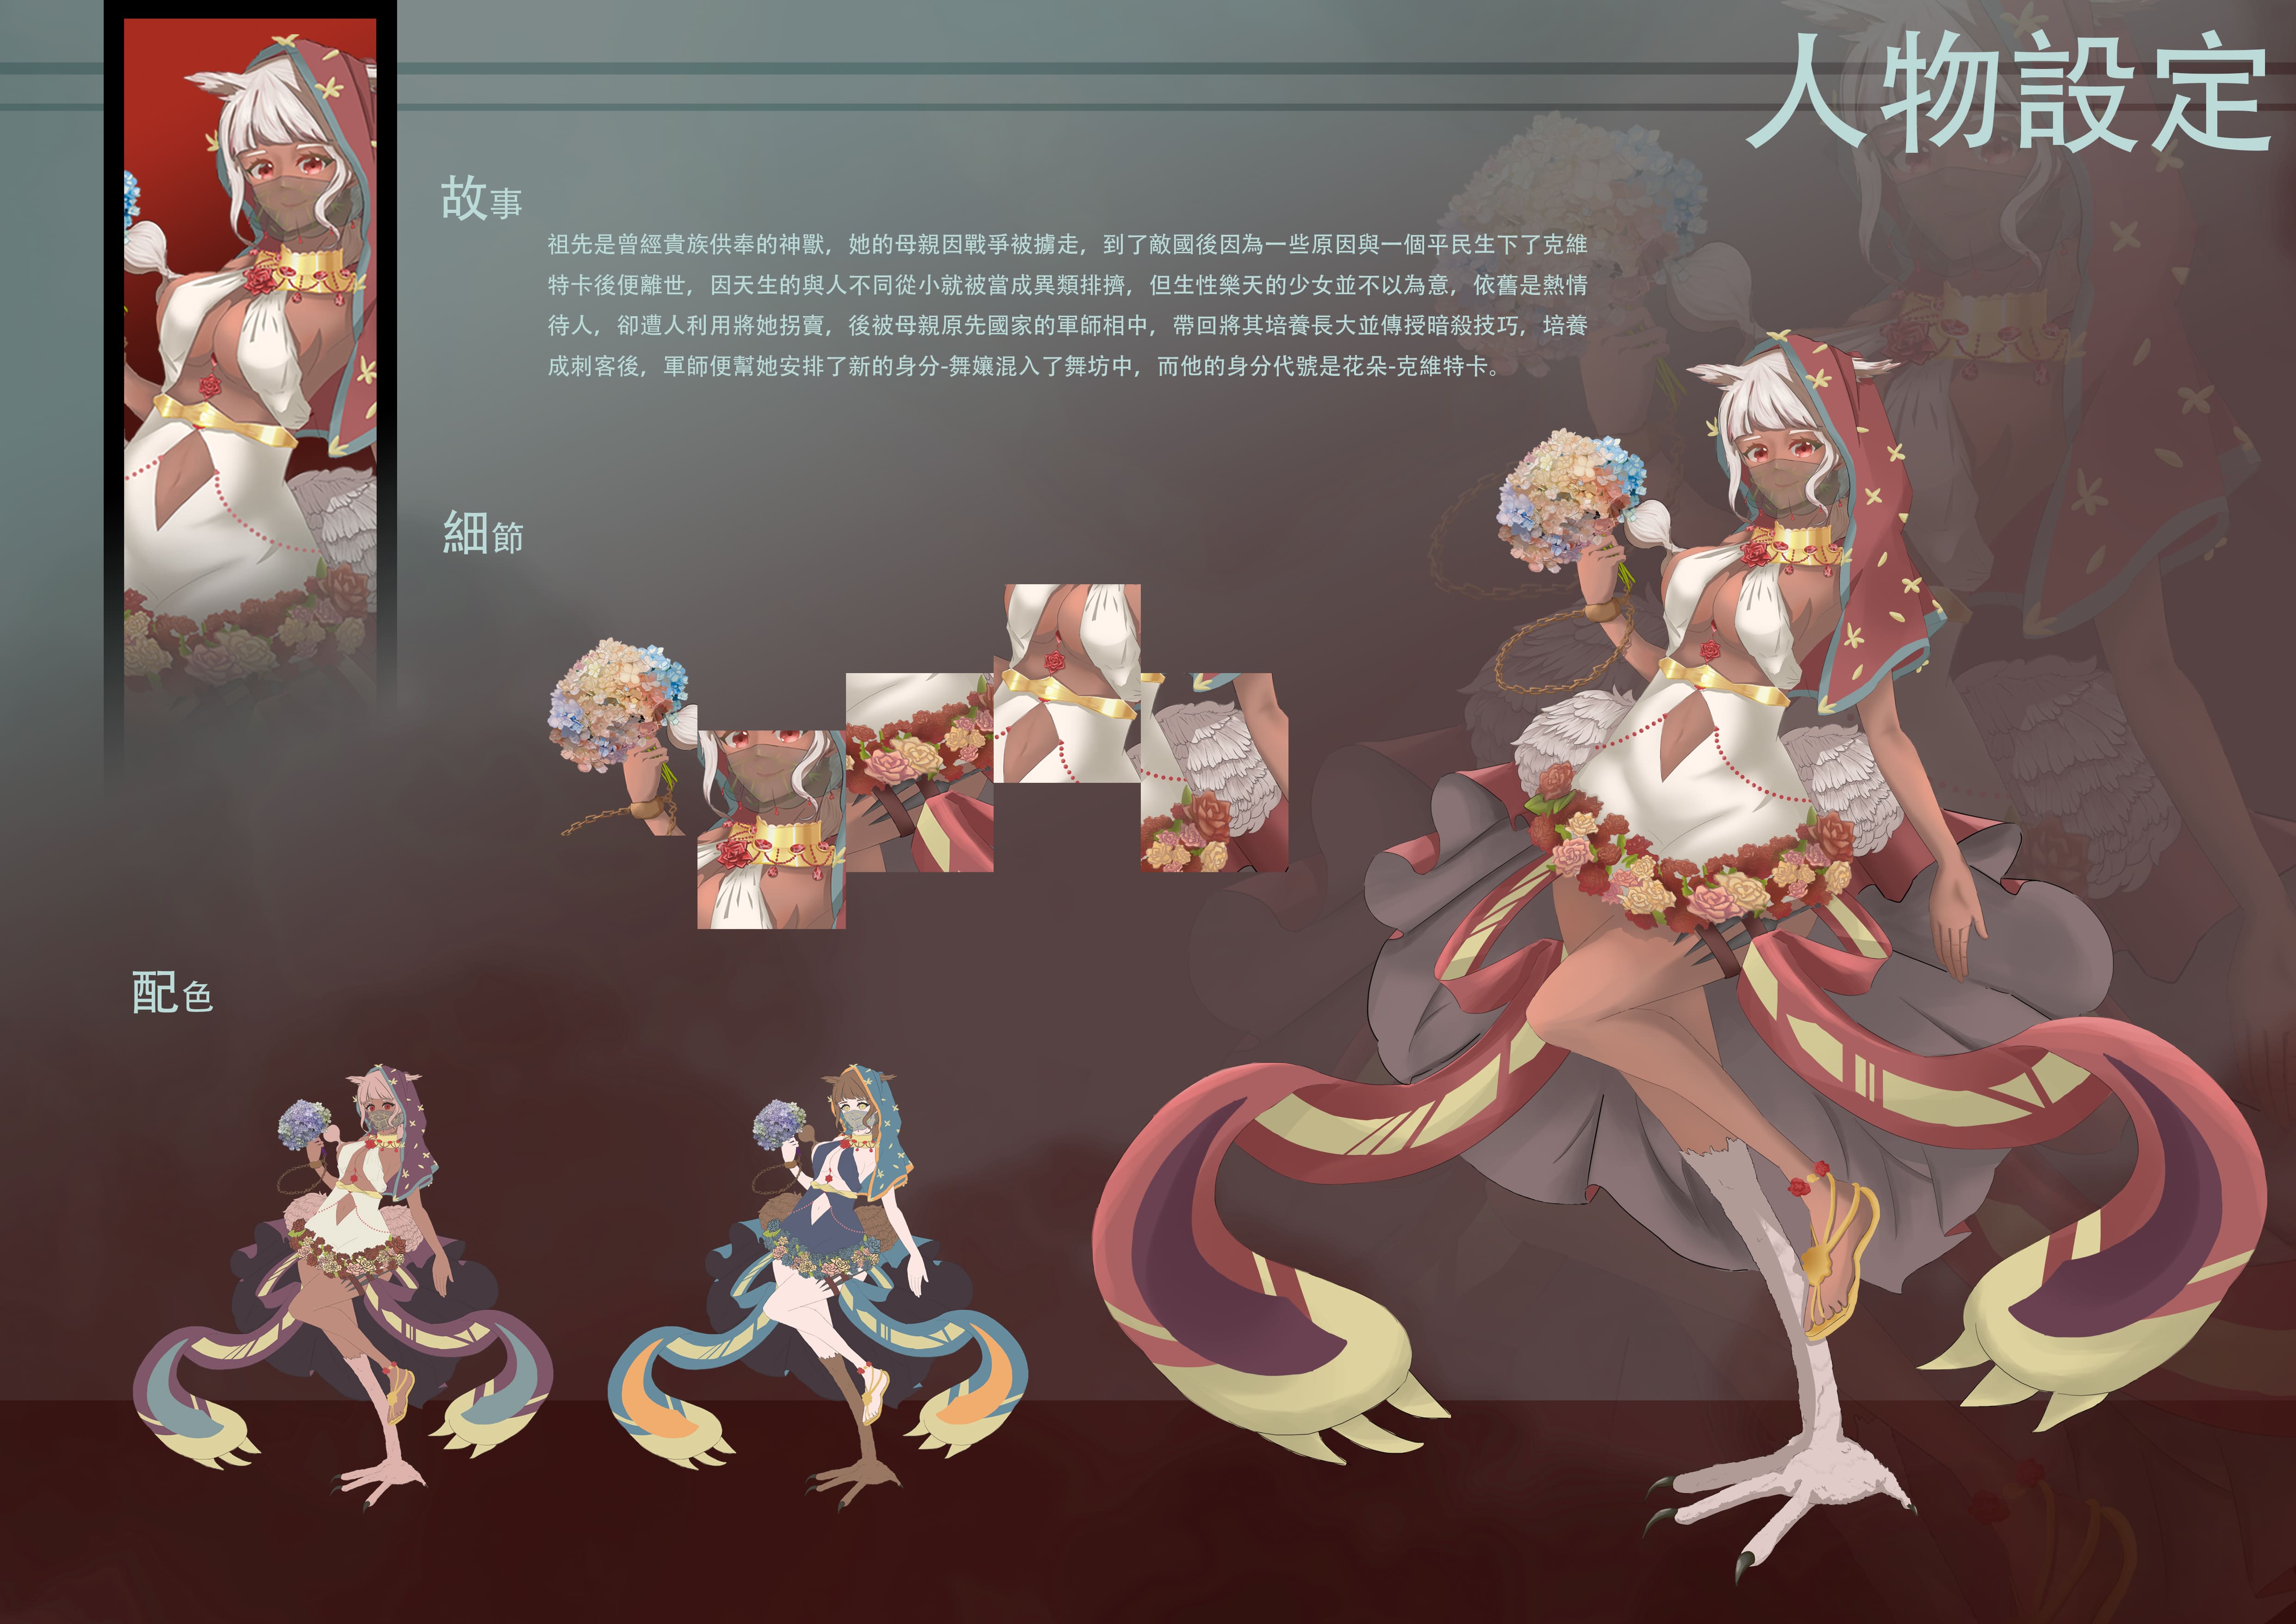 人物設定
故事
祖先是曾經貴族供奉的神獸，她的母親因戰爭被擄走，到了敵國後因為一些原因與一個平民生下了克維
特卡後便離世，因天生的與人不同從小就被當成異類排擠，但生性樂天的少女並不以為意，依舊是熱情
待人，卻遭人利用將她拐賣，後被母親原先國家的軍師相中，帶回將其培養長大並傳授暗殺技巧，培養
成刺客後，軍師便幫她安排了新的身分-舞孃混入了舞坊中，而他的身分代號是花朵-克維特卡。
細節
配色